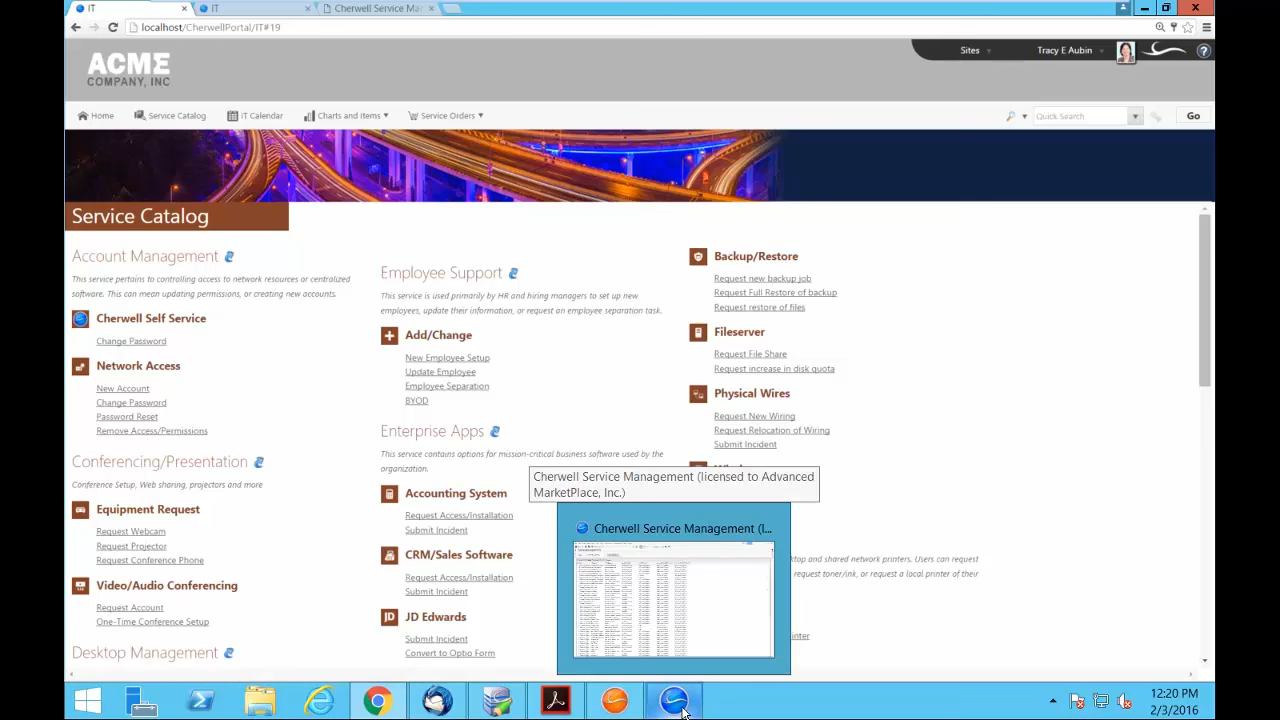 IT
IT
Cherwell Service Ma
localhost/CherwellPortal/IT#19
ACME
COMPANY, INC
Sites
Tracy E Aubin
Home
Service Catalog
IT Calendar
Charts and Items
Service Orders
Quick Search
Go
Service Catalog
Account Management
This service pertains to controlling access to network resources or centralized
software. This can mean updating permissions, or creating new accounts.
Cherwell Self Service
Change Password
Network Access
New Account
Change Password
Password Reset
Remove Access/Permissions
Conferencing/Presentation
Conference Setup, Web sharing, projectors and more
Equipment Request
Request Webcam
Request Projector
Request Conference Phone
Video/Audio Conferencing
Request Account
One-Time Conference Setup
Desktop Management
Employee Support
This service is used primarily by HR and hiring managers to set up new
employees, update their information, or request an employee separation task.
Add/Change
New Employee Setup
Update Employee
Employee Separation
BYOD
Enterprise Apps
This service contains options for mission-critical business software used by the
organization.
Accounting System
Request Access/Installation
Submit Incident
CRM/Sales Software
Request Access/Installation
Submit Incident
JD Edwards
Submit Incident
Convert to Optio Form
Backup/Restore
Request new backup job
Request Full Restore of backup
Request restore of files
Fileserver
Request File Share
Request increase in disk quota
Physical Wires
Request New Wiring
Request Relocation of Wiring
Submit Incident
ktop and shared network printers. Users can request
request toner/ink, or request a local printer of their
inter
Cherwell Service Management (licensed to Advanced
MarketPlace, Inc.)
Cherwell Service Management (l...
12:20 PM
2/3/2016